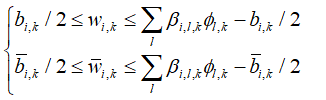 b_{i,k} / 2 ≤ w_{i,k} ≤ ∑_l β_{i,l,k} ϕ_{l,k} − b_{i,k} / 2
b̅_{i,k} / 2 ≤ w̅_{i,k} ≤ ∑_l β_{i,l,k} ϕ_{l,k} − b̅_{i,k} / 2